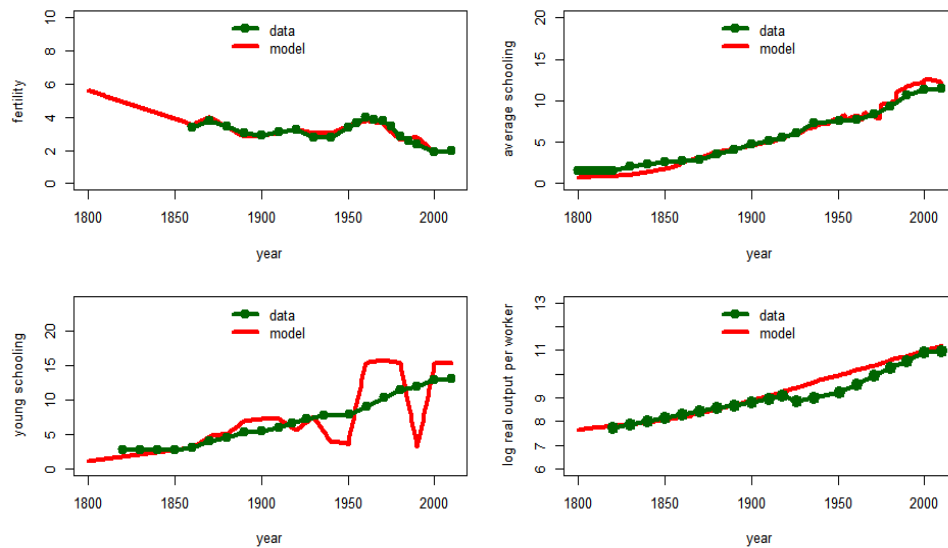 fertility
10
8
6
4
2
0
data
model
1800
1850
1900
1950
2000
year
average schooling
20
15
10
5
0
data
model
1800
1850
1900
1950
2000
year
young schooling
20
15
10
5
0
data
model
1800
1850
1900
1950
2000
year
log real output per worker
13
11
9
8
7
6
data
model
1800
1850
1900
1950
2000
year